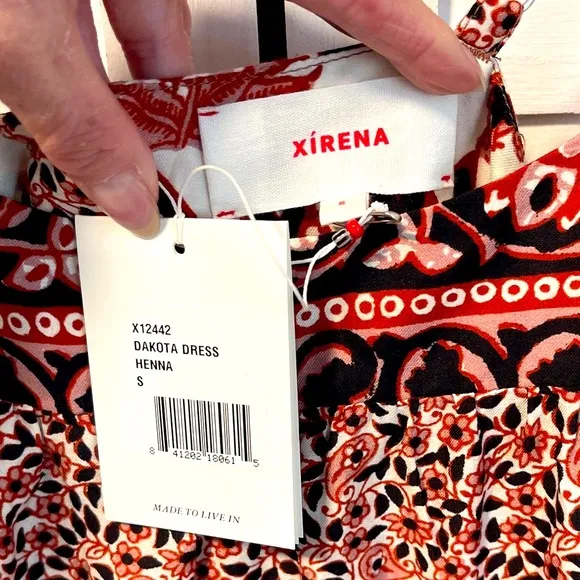 XÍRENA
X12442
DAKOTA DRESS
HENNA
S
8 41202 18061 5
MADE TO LIVE IN